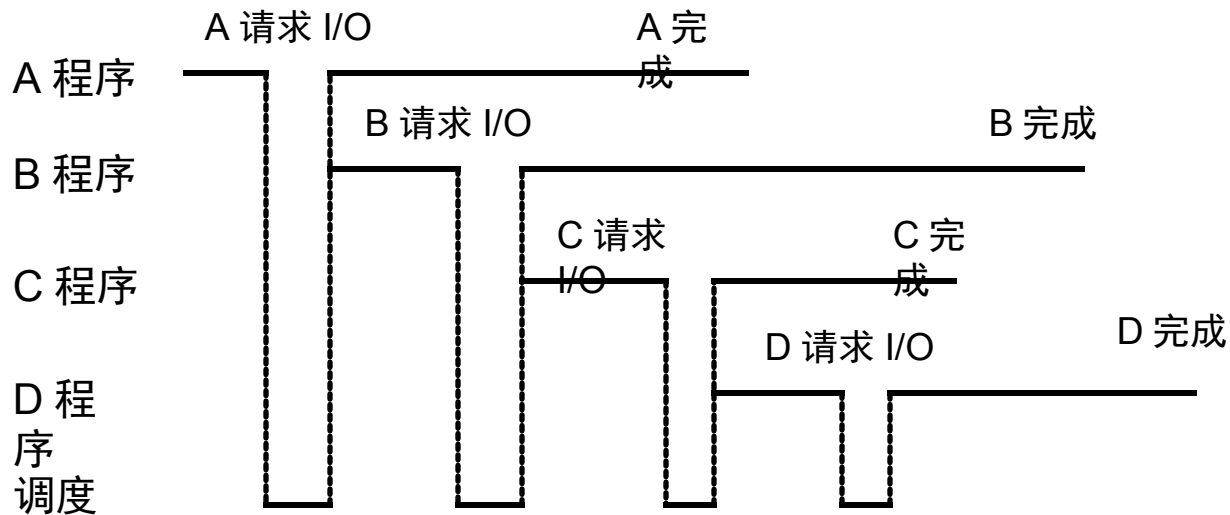 A 请求 I/O
A 完
成
A 程序
B 请求 I/O
B 完成
B 程序
C 请求
I/O
C 完
成
C 程序
D 请求 I/O
D 完成
D 程
序
调度